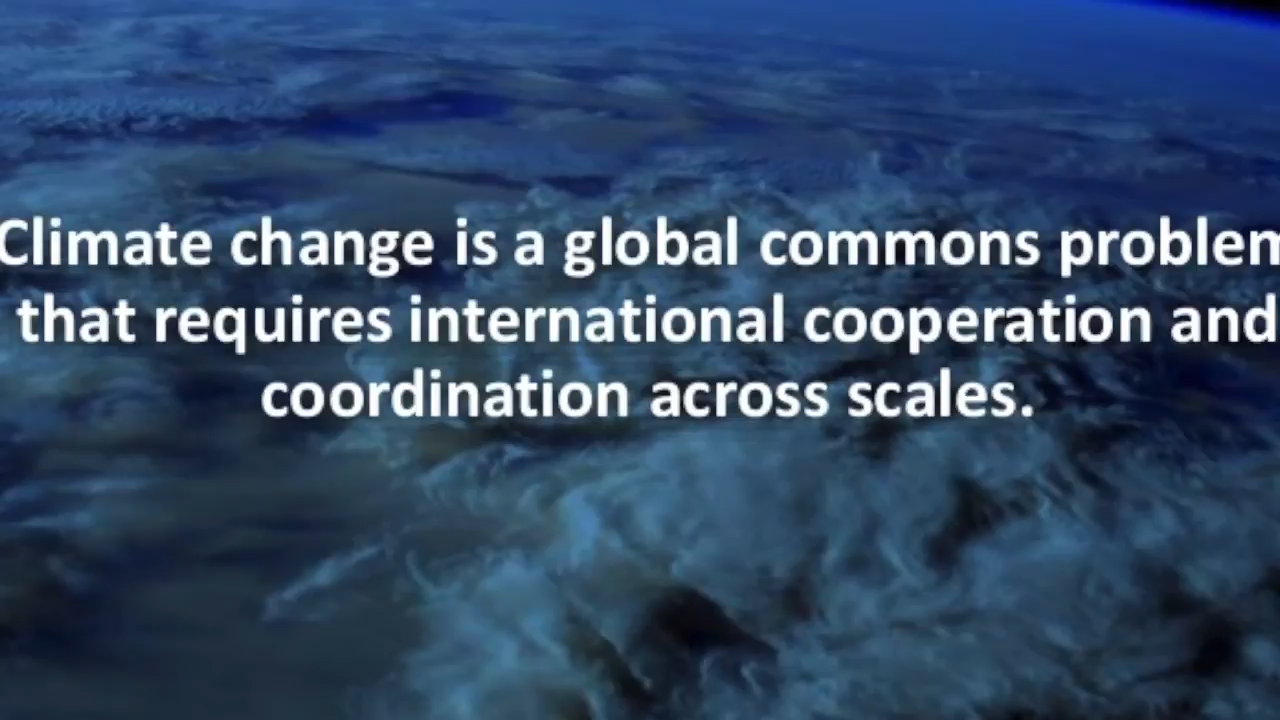 Climate change is a global commons problem
that requires international cooperation and
coordination across scales.